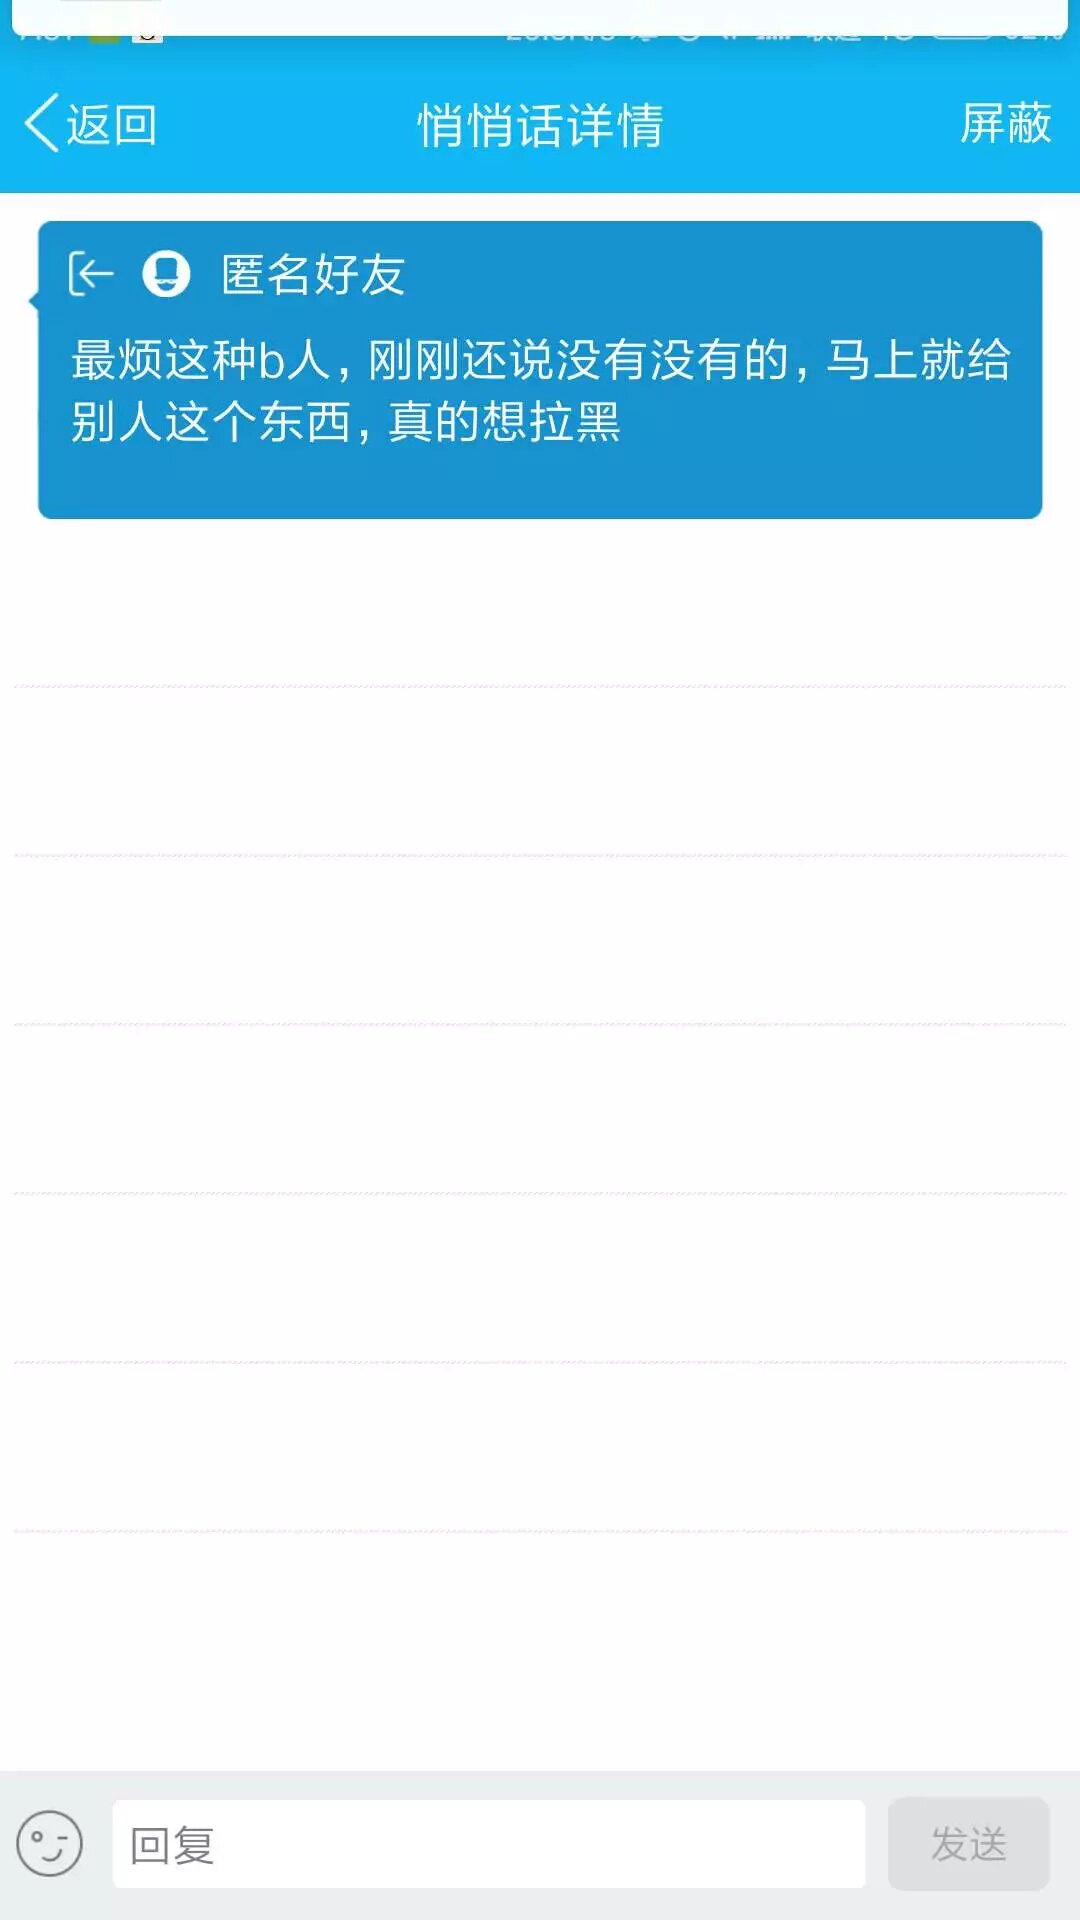 返回
悄悄话详情
屏蔽
匿名好友
最烦这种b人，刚刚还说没有没有的，马上就给
别人这个东西，真的想拉黑
回复
发送